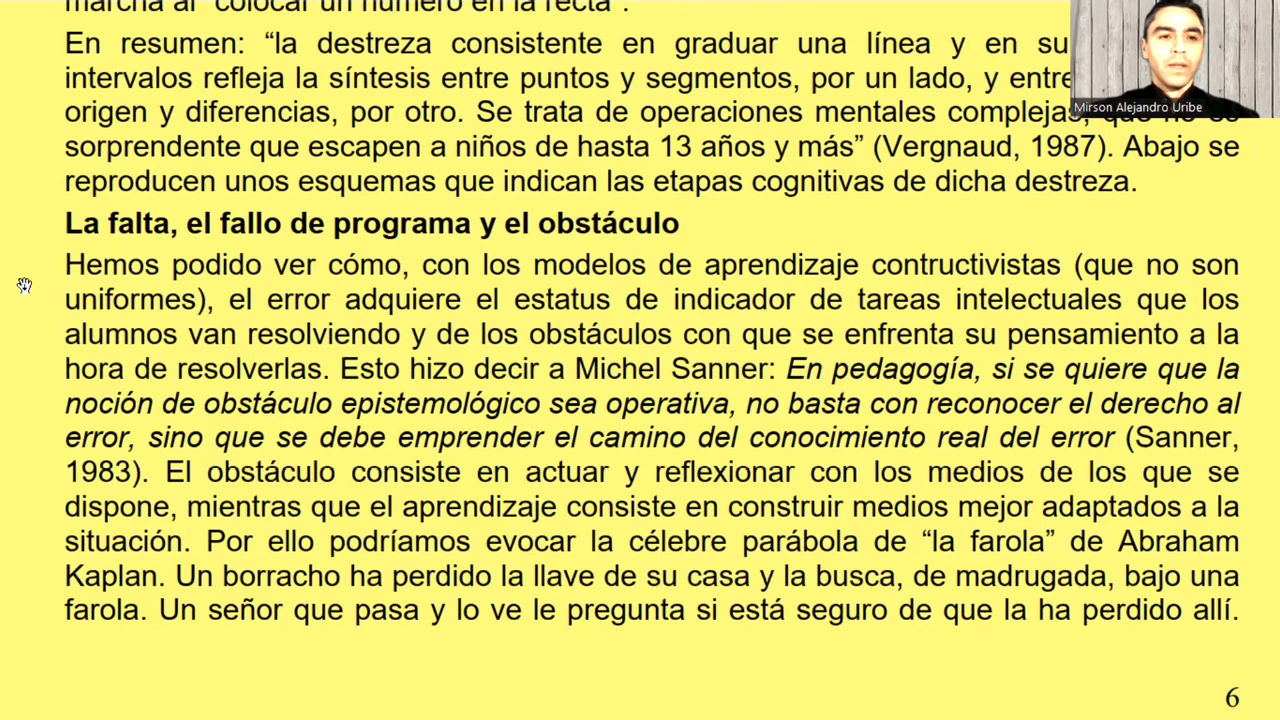 marcha al “colocar un número en la recta”.
En resumen: “la destreza consistente en graduar una línea y en su
intervalos refleja la síntesis entre puntos y segmentos, por un lado, y entre
origen y diferencias, por otro. Se trata de operaciones mentales complejas, que no es
sorprendente que escapen a niños de hasta 13 años y más” (Vergnaud, 1987). Abajo se
reproducen unos esquemas que indican las etapas cognitivas de dicha destreza.
La falta, el fallo de programa y el obstáculo
Hemos podido ver cómo, con los modelos de aprendizaje contructivistas (que no son
uniformes), el error adquiere el estatus de indicador de tareas intelectuales que los
alumnos van resolviendo y de los obstáculos con que se enfrenta su pensamiento a la
hora de resolverlas. Esto hizo decir a Michel Sanner: En pedagogía, si se quiere que la
noción de obstáculo epistemológico sea operativa, no basta con reconocer el derecho al
error, sino que se debe emprender el camino del conocimiento real del error (Sanner,
1983). El obstáculo consiste en actuar y reflexionar con los medios de los que se
dispone, mientras que el aprendizaje consiste en construir medios mejor adaptados a la
situación. Por ello podríamos evocar la célebre parábola de “la farola” de Abraham
Kaplan. Un borracho ha perdido la llave de su casa y la busca, de madrugada, bajo una
farola. Un señor que pasa y lo ve le pregunta si está seguro de que la ha perdido allí.
6
Mirson Alejandro Uribe